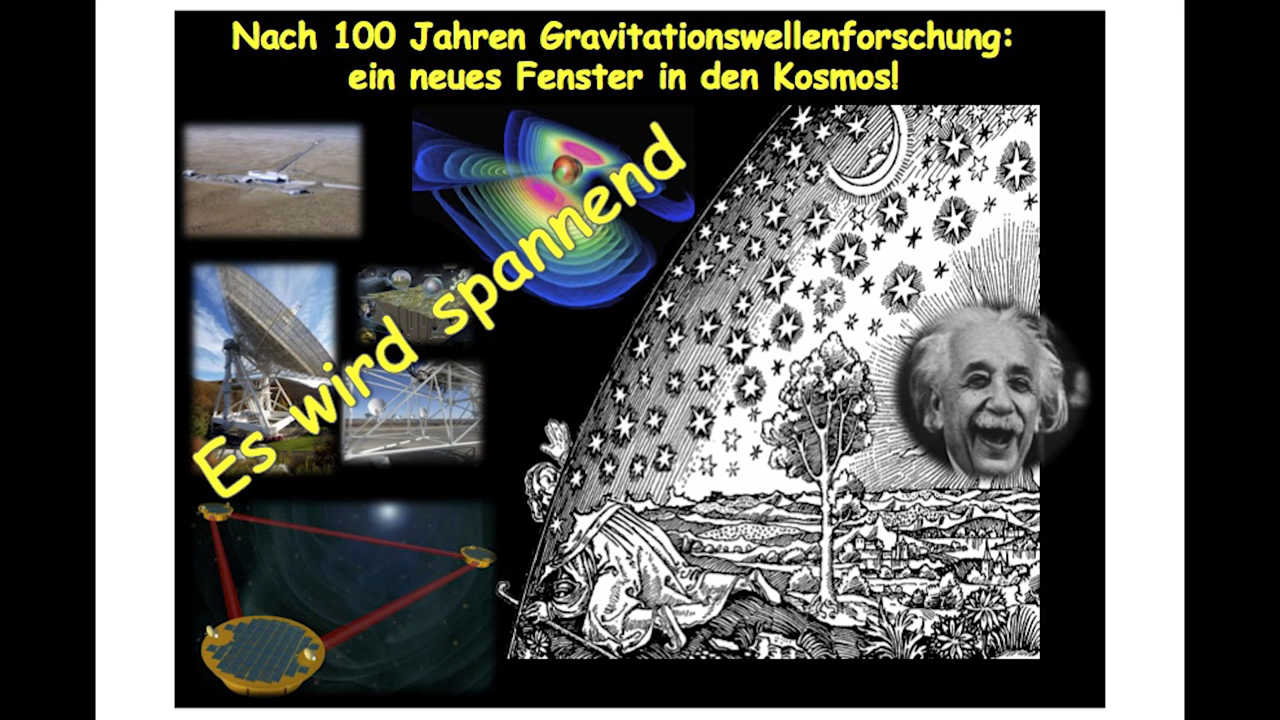 Nach 100 Jahren Gravitationswellenforschung:
ein neues Fenster in den Kosmos!
Es wird spannend